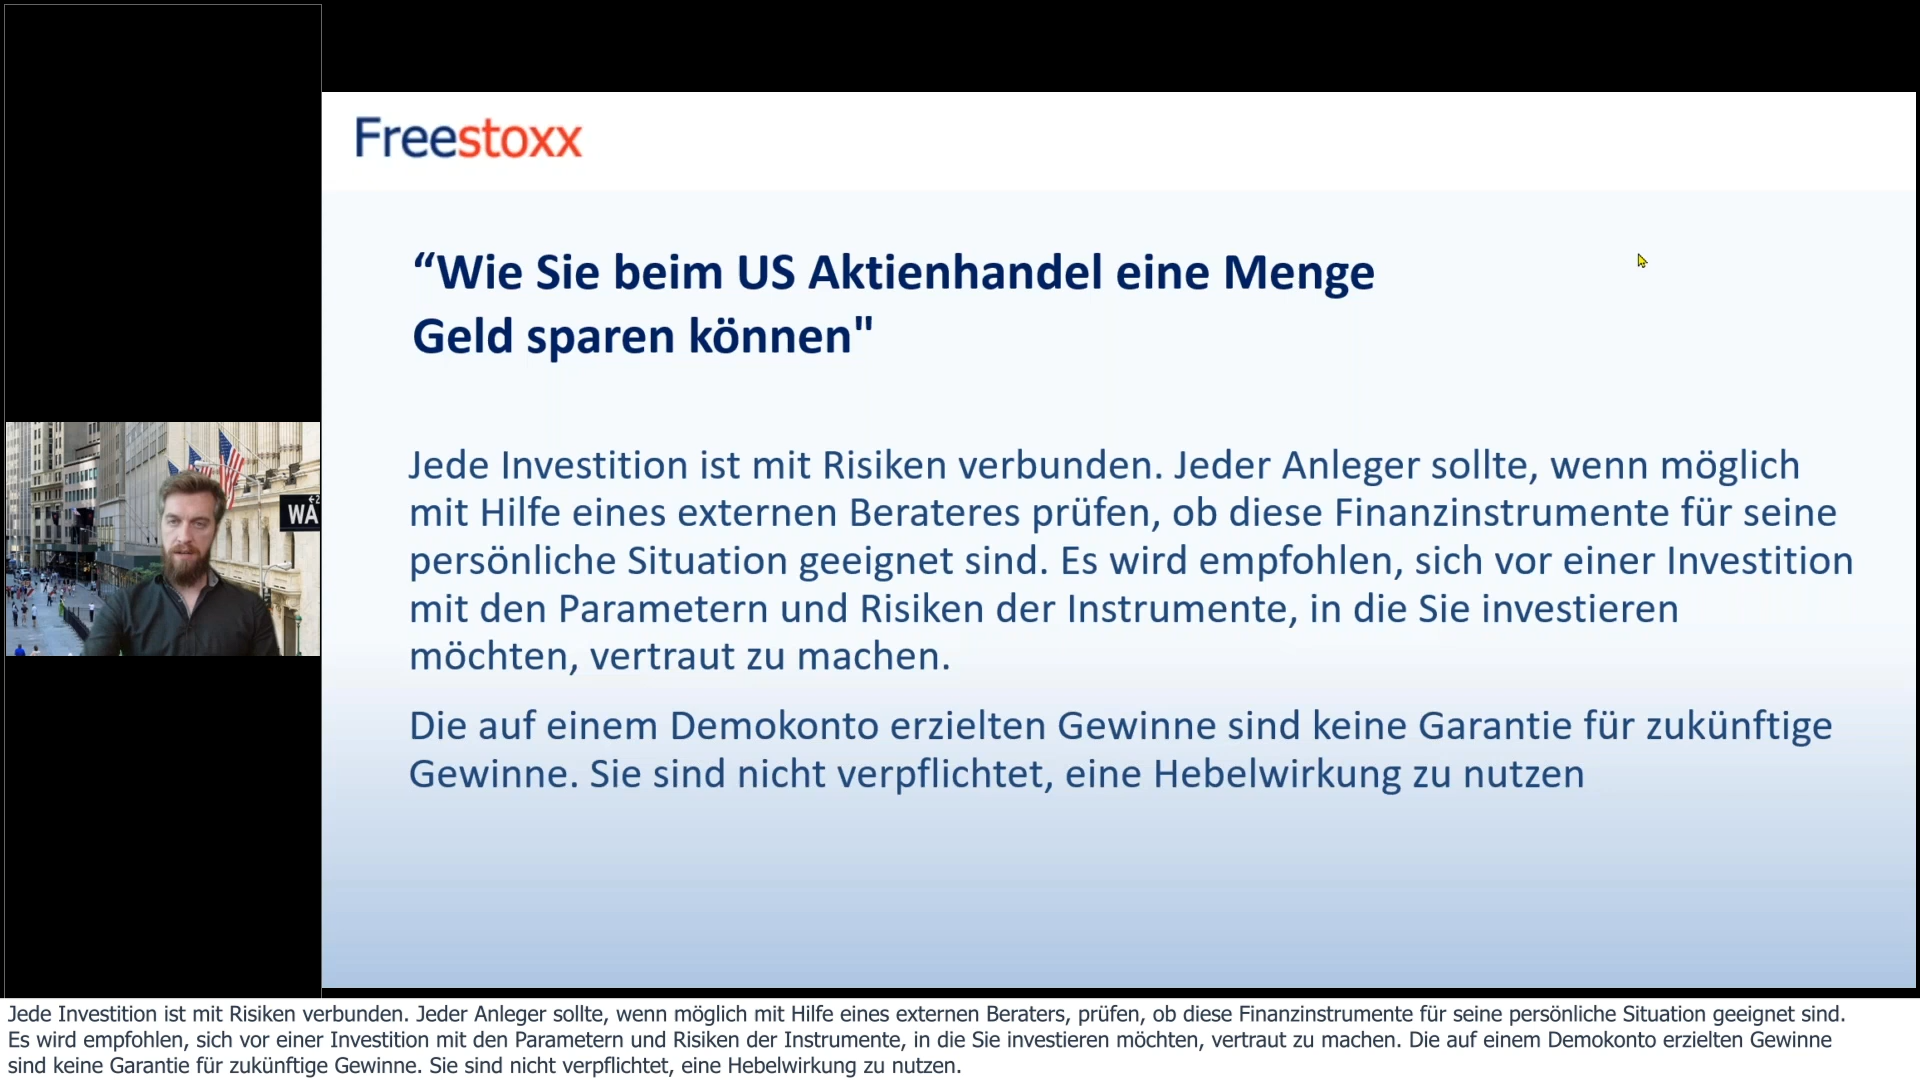 Freestoxx
“Wie Sie beim US Aktienhandel eine Menge
Geld sparen können"
Jede Investition ist mit Risiken verbunden. Jeder Anleger sollte, wenn möglich
mit Hilfe eines externen Berateres prüfen, ob diese Finanzinstrumente für seine
persönliche Situation geeignet sind. Es wird empfohlen, sich vor einer Investition
mit den Parametern und Risiken der Instrumente, in die Sie investieren
möchten, vertraut zu machen.
Die auf einem Demokonto erzielten Gewinne sind keine Garantie für zukünftige
Gewinne. Sie sind nicht verpflichtet, eine Hebelwirkung zu nutzen
WA
Jede Investition ist mit Risiken verbunden. Jeder Anleger sollte, wenn möglich mit Hilfe eines externen Beraters, prüfen, ob diese Finanzinstrumente für seine persönliche Situation geeignet sind.
Es wird empfohlen, sich vor einer Investition mit den Parametern und Risiken der Instrumente, in die Sie investieren möchten, vertraut zu machen. Die auf einem Demokonto erzielten Gewinne
sind keine Garantie für zukünftige Gewinne. Sie sind nicht verpflichtet, eine Hebelwirkung zu nutzen.